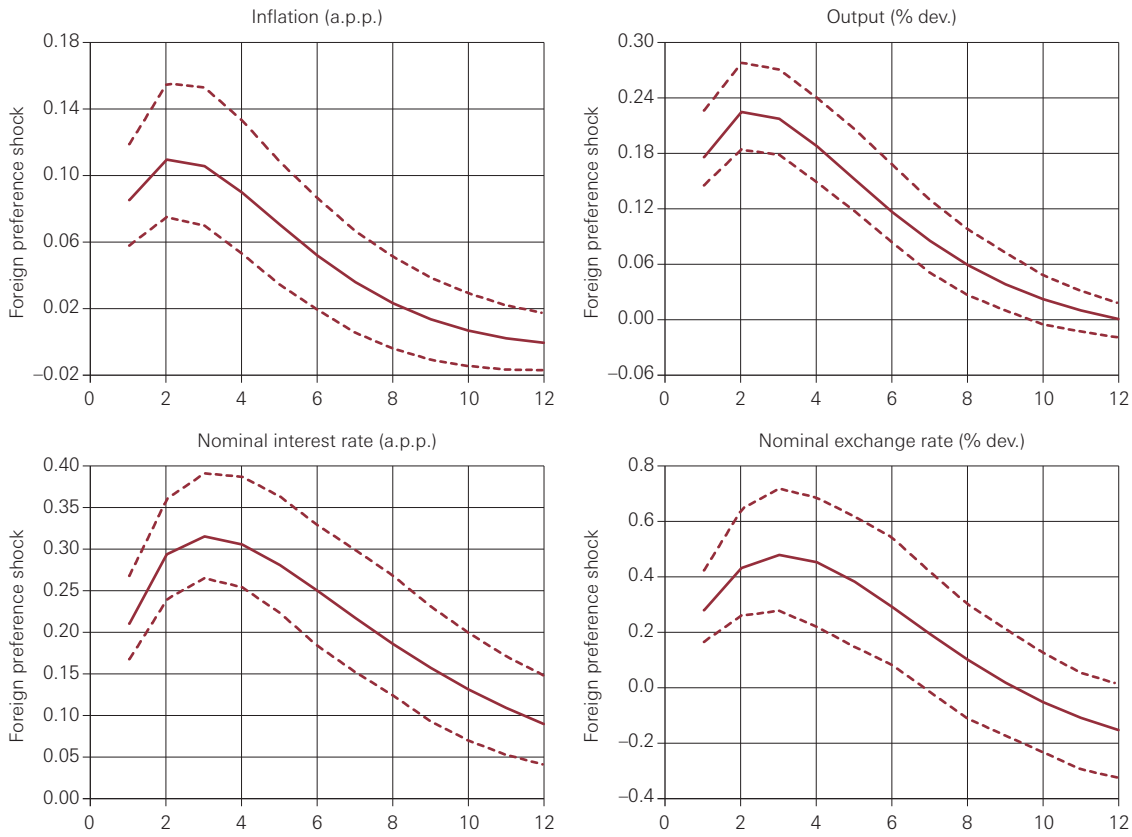 Inflation (a.p.p.)
Foreign preference shock
0.18
0.14
0.10
0.06
0.02
–0.02
0 2 4 6 8 10 12
Output (% dev.)
Foreign preference shock
0.30
0.24
0.18
0.12
0.06
0.00
–0.06
0 2 4 6 8 10 12
Nominal interest rate (a.p.p.)
Foreign preference shock
0.40
0.35
0.30
0.25
0.20
0.15
0.10
0.05
0.00
0 2 4 6 8 10 12
Nominal exchange rate (% dev.)
Foreign preference shock
0.8
0.6
0.4
0.2
0.0
–0.2
–0.4
0 2 4 6 8 10 12